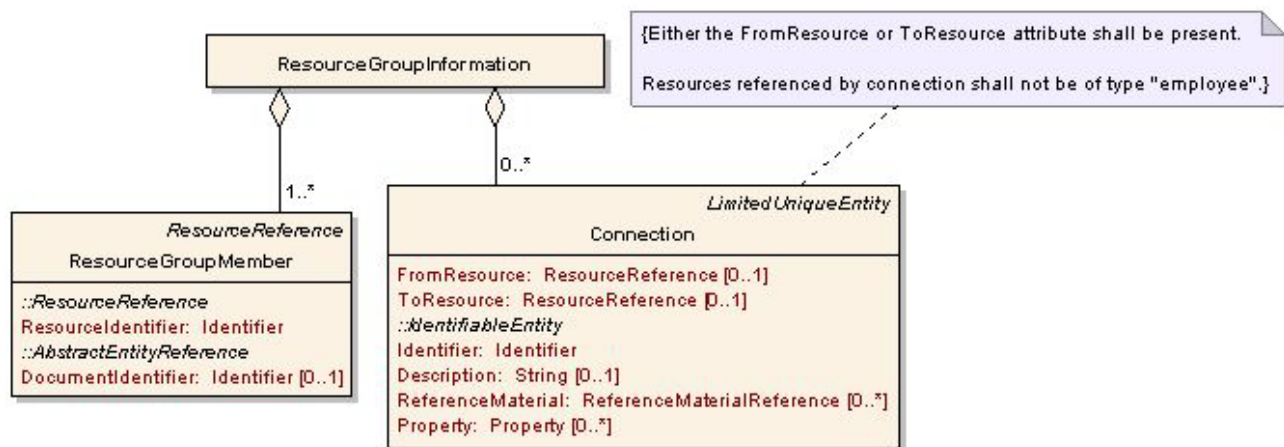 {Either the FromResource or ToResource attribute shall be present.
Resources referenced by connection shall not be of type "employee".}
ResourceGroupInformation
1..*
0..*
ResourceReference
ResourceGroupMember
::ResourceReference
ResourceIdentifier: Identifier
::AbstractEntityReference
DocumentIdentifier: Identifier [0..1]
LimitedUniqueEntity
Connection
FromResource: ResourceReference [0..1]
ToResource: ResourceReference [0..1]
::IdentifiableEntity
Identifier: Identifier
Description: String [0..1]
ReferenceMaterial: ReferenceMaterialReference [0..*]
Property: Property [0..*]